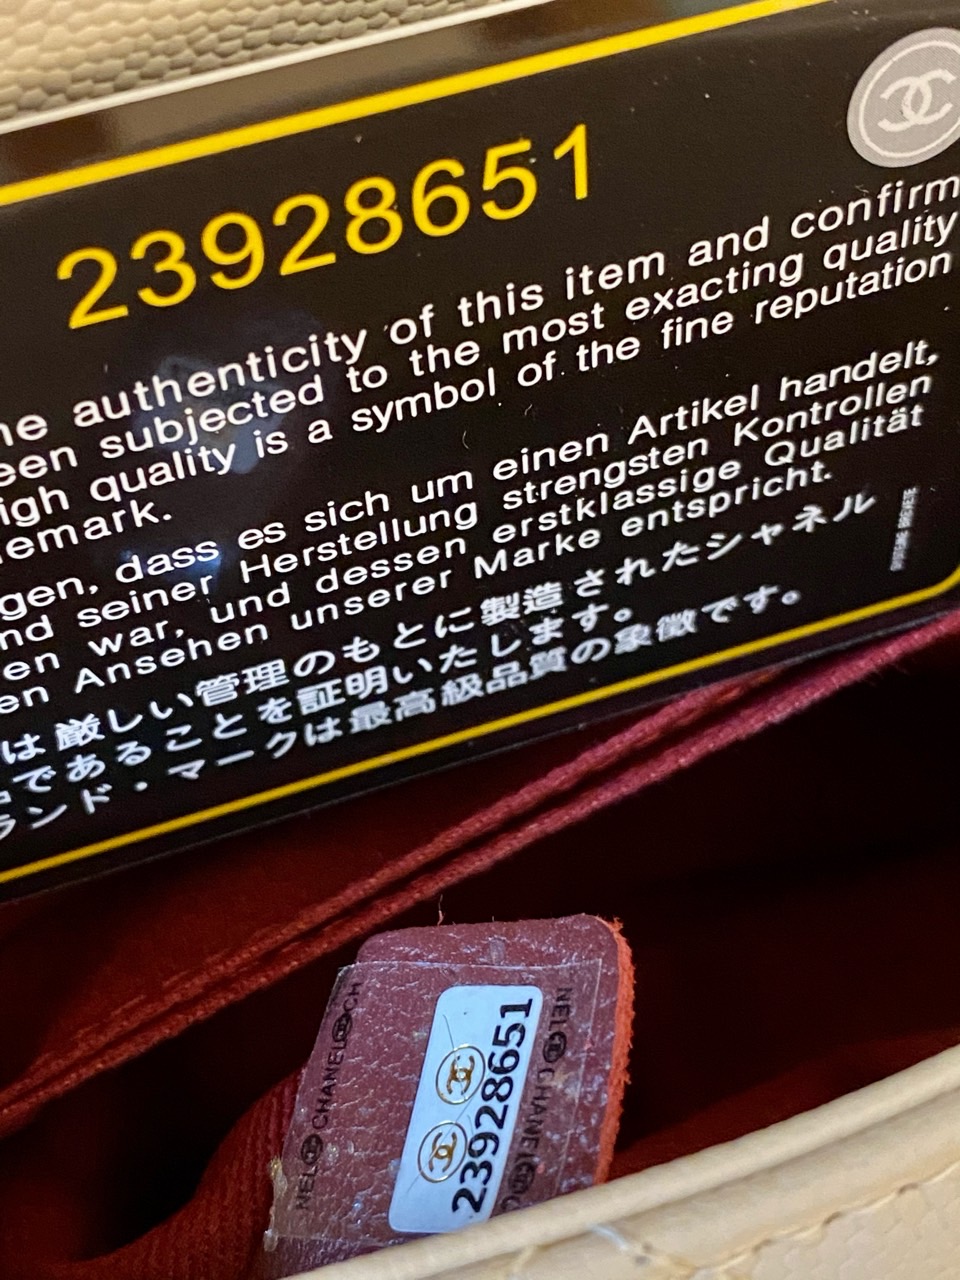 23928651
he authenticity of this item and confirm
een subjected to the most exacting quality
igh quality is a symbol of the fine reputation
emark.
gen, dass es sich um einen Artikel handelt,
nd seiner Herstellung strengsten Kontrollen
en war, und dessen erstklassige Qualität
en Ansehen unserer Marke entspricht.
は厳しい管理のもとに製造されたシャネル
であることを証明いたします。
ランド・マークは最高級品質の象徴です。
NEL CHANEL CH
23928651
NEL CHANEL